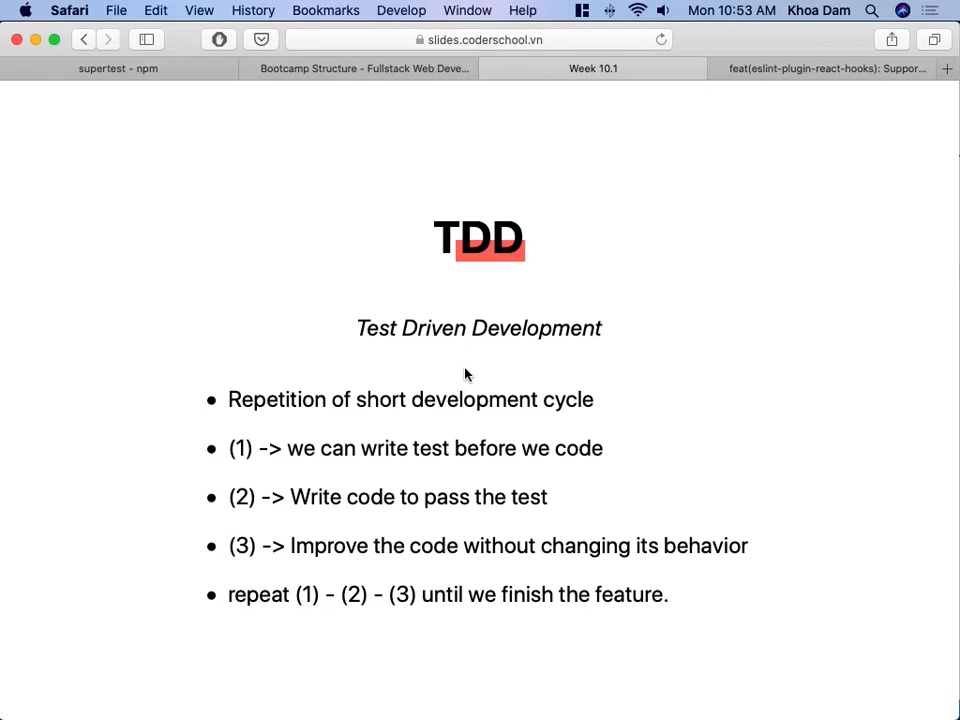 Safari File Edit View History Bookmarks Develop Window Help Mon 10:53 AM Khoa Dam
slides.coderschool.vn
supertest - npm
Bootcamp Structure - Fullstack Web Deve...
Week 10.1
feat(eslint-plugin-react-hooks): Suppor...
TDD
Test Driven Development
• Repetition of short development cycle
• (1) -> we can write test before we code
• (2) -> Write code to pass the test
• (3) -> Improve the code without changing its behavior
• repeat (1) - (2) - (3) until we finish the feature.